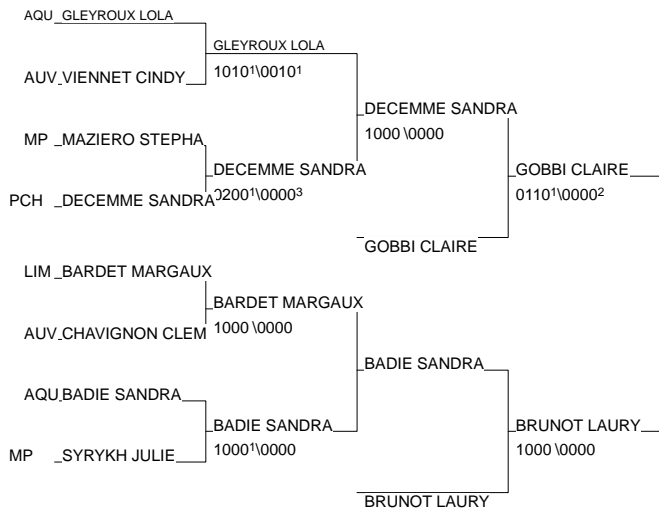 AQU GLEYROUX LOLA
GLEYROUX LOLA
10101\00101
AUV VIENNET CINDY
DECEMME SANDRA
1000 \0000
MP MAZIERO STEPHA
DECEMME SANDRA
GOBBI CLAIRE
02001\00003
01101\00002
PCH DECEMME SANDRA
GOBBI CLAIRE
LIM BARDET MARGAUX
BARDET MARGAUX
1000 \0000
AUV CHAVIGNON CLEM
BADIE SANDRA
AQU BADIE SANDRA
BADIE SANDRA
BRUNOT LAURY
10001\0000
1000 \0000
MP SYRYKH JULIE
BRUNOT LAURY